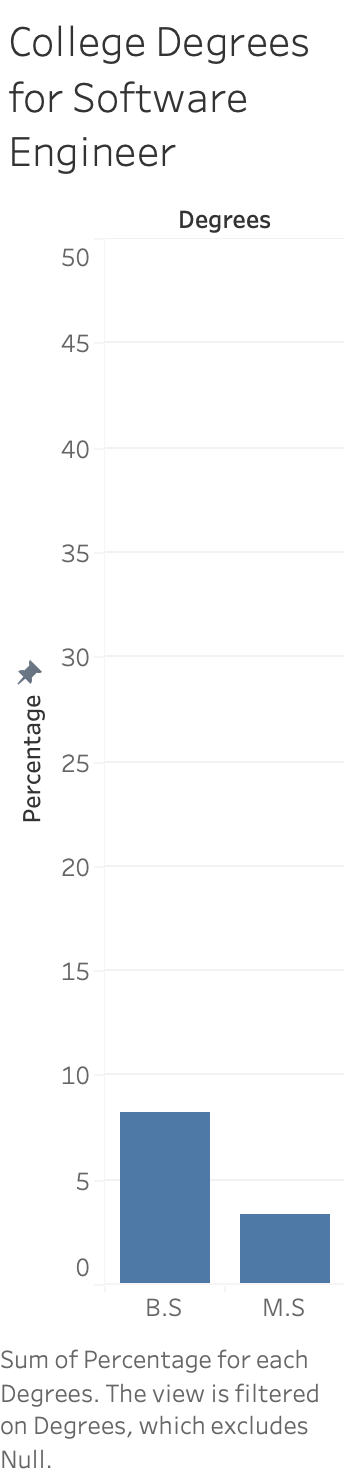 College Degrees
for Software
Engineer
Degrees
50
45
40
35
30
25
20
15
10
5
0
Percentage
B.S
M.S
Sum of Percentage for each
Degrees. The view is filtered
on Degrees, which excludes
Null.